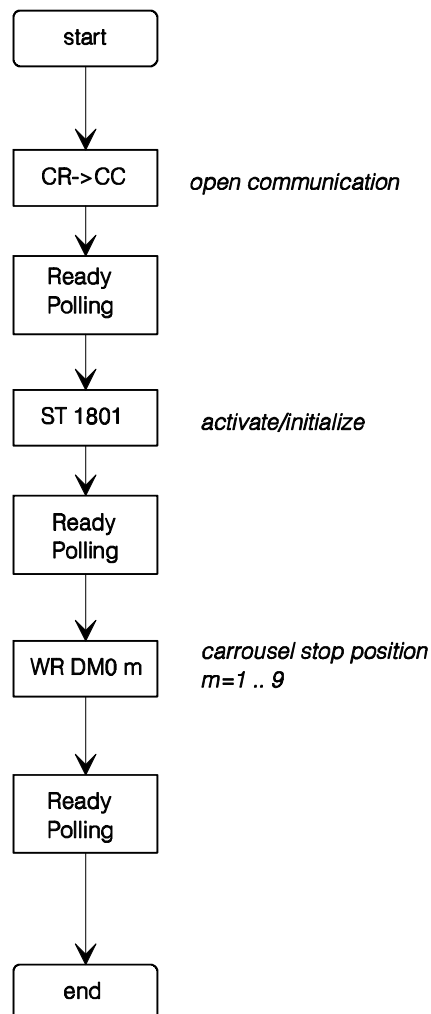 start
CR->CC
open communication
Ready
Polling
ST 1801
activate/initialize
Ready
Polling
WR DM0 m
carrousel stop position
m=1 .. 9
Ready
Polling
end